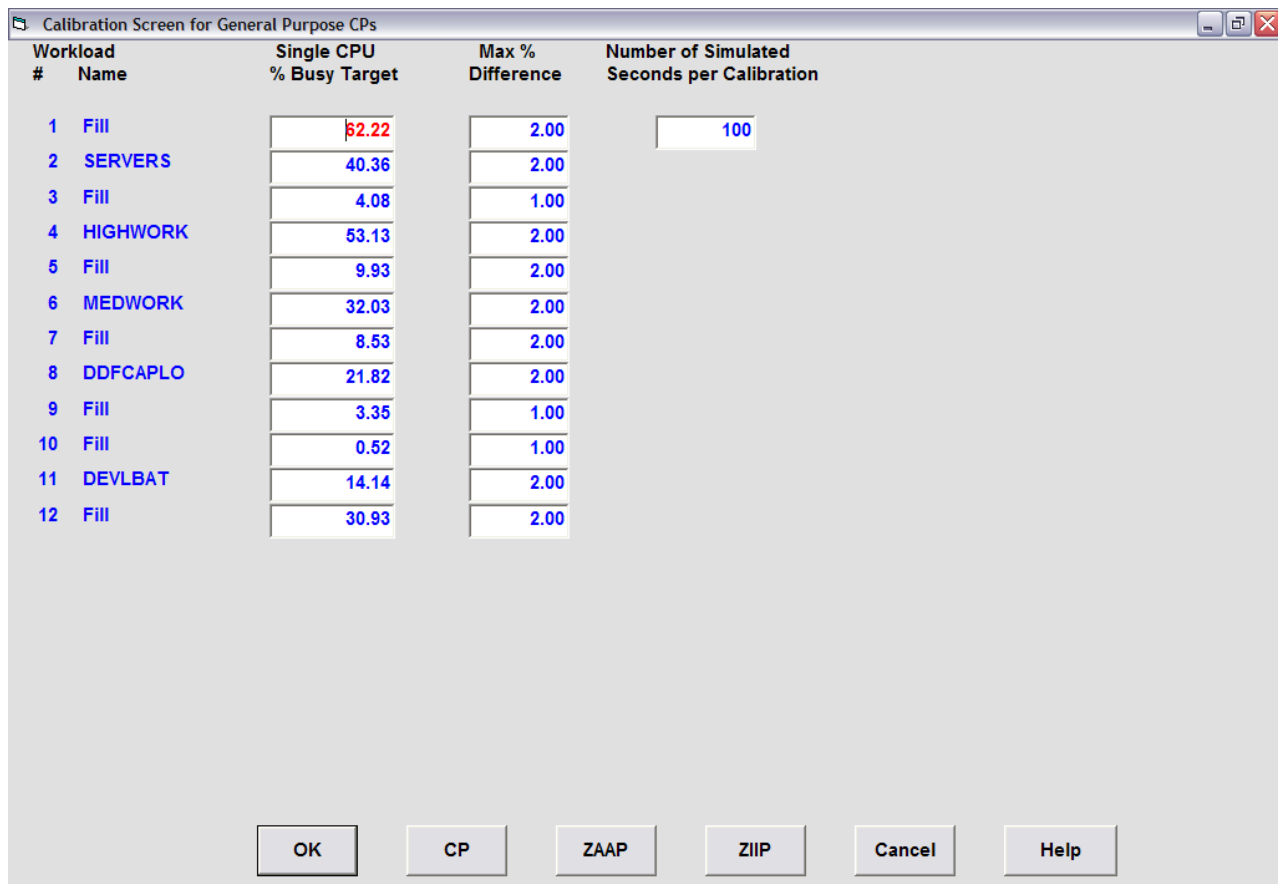 Calibration Screen for General Purpose CPs
Workload Single CPU Max % Number of Simulated
# Name % Busy Target Difference Seconds per Calibration
1 Fill 62.22 2.00 100
2 SERVERS 40.36 2.00
3 Fill 4.08 1.00
4 HIGHWORK 53.13 2.00
5 Fill 9.93 2.00
6 MEDWORK 32.03 2.00
7 Fill 8.53 2.00
8 DDFCAPLO 21.82 2.00
9 Fill 3.35 1.00
10 Fill 0.52 1.00
11 DEVLBAT 14.14 2.00
12 Fill 30.93 2.00
OK CP ZAAP ZIIP Cancel Help